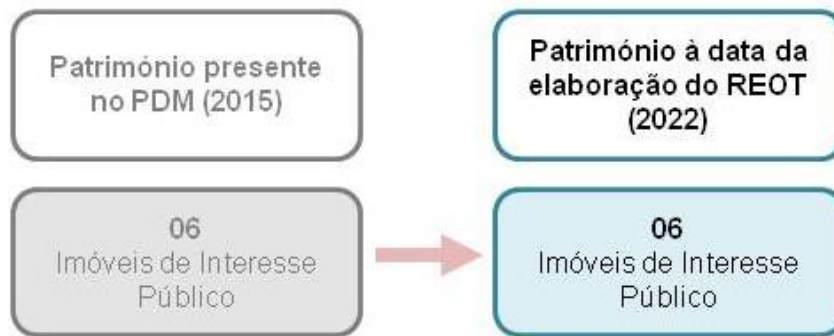 Património presente
no PDM (2015)
Património à data da
elaboração do REOT
(2022)
06
Imóveis de Interesse
Público
06
Imóveis de Interesse
Público